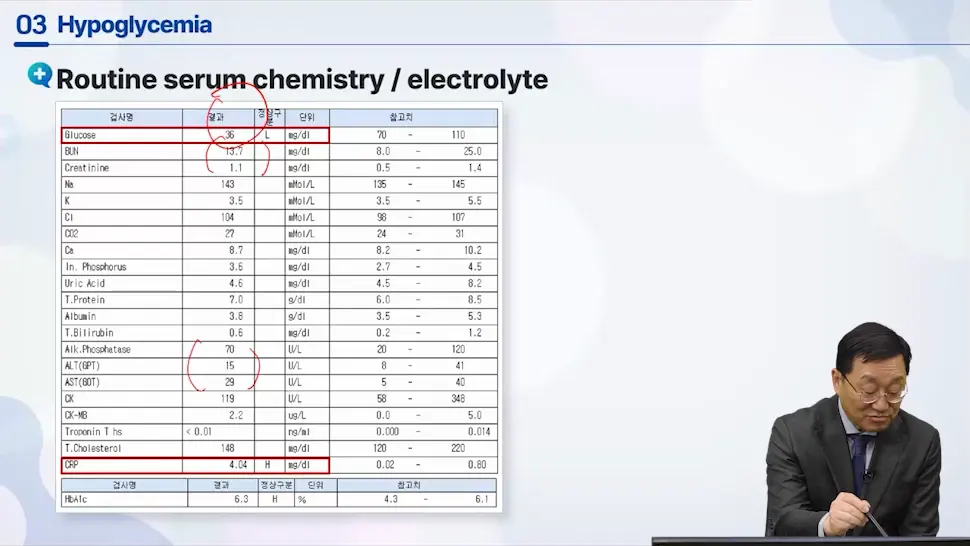 03 Hypoglycemia
Routine serum chemistry / electrolyte
검사명 결과 정상구분 단위 참고치
Glucose 36 L mg/dl 70 - 110
BUN 13.7 mg/dl 8.0 - 25.0
Creatinine 1.1 mg/dl 0.5 - 1.4
Na 143 mMol/L 135 - 145
K 3.5 mMol/L 3.5 - 5.5
Cl 104 mMol/L 98 - 107
CO2 27 mMol/L 24 - 31
Ca 8.7 mg/dl 8.2 - 10.2
In. Phosphorus 3.6 mg/dl 2.7 - 4.5
Uric Acid 4.6 mg/dl 4.5 - 8.2
T.Protein 7.0 g/dl 6.0 - 8.5
Albumin 3.8 g/dl 3.5 - 5.3
T.Bilirubin 0.6 mg/dl 0.2 - 1.2
Alk.Phosphatase 70 U/L 20 - 120
ALT(GPT) 15 U/L 8 - 41
AST(GOT) 29 U/L 5 - 40
CK 119 U/L 58 - 348
CK-MB 2.2 ug/L 0.0 - 5.0
Troponin T hs < 0.01 ng/ml 0.000 - 0.014
T.Cholesterol 148 mg/dl 120 - 220
CRP 4.04 H mg/dl 0.02 - 0.80
검사명 결과 정상구분 단위 참고치
HbA1c 6.3 H % 4.3 - 6.1